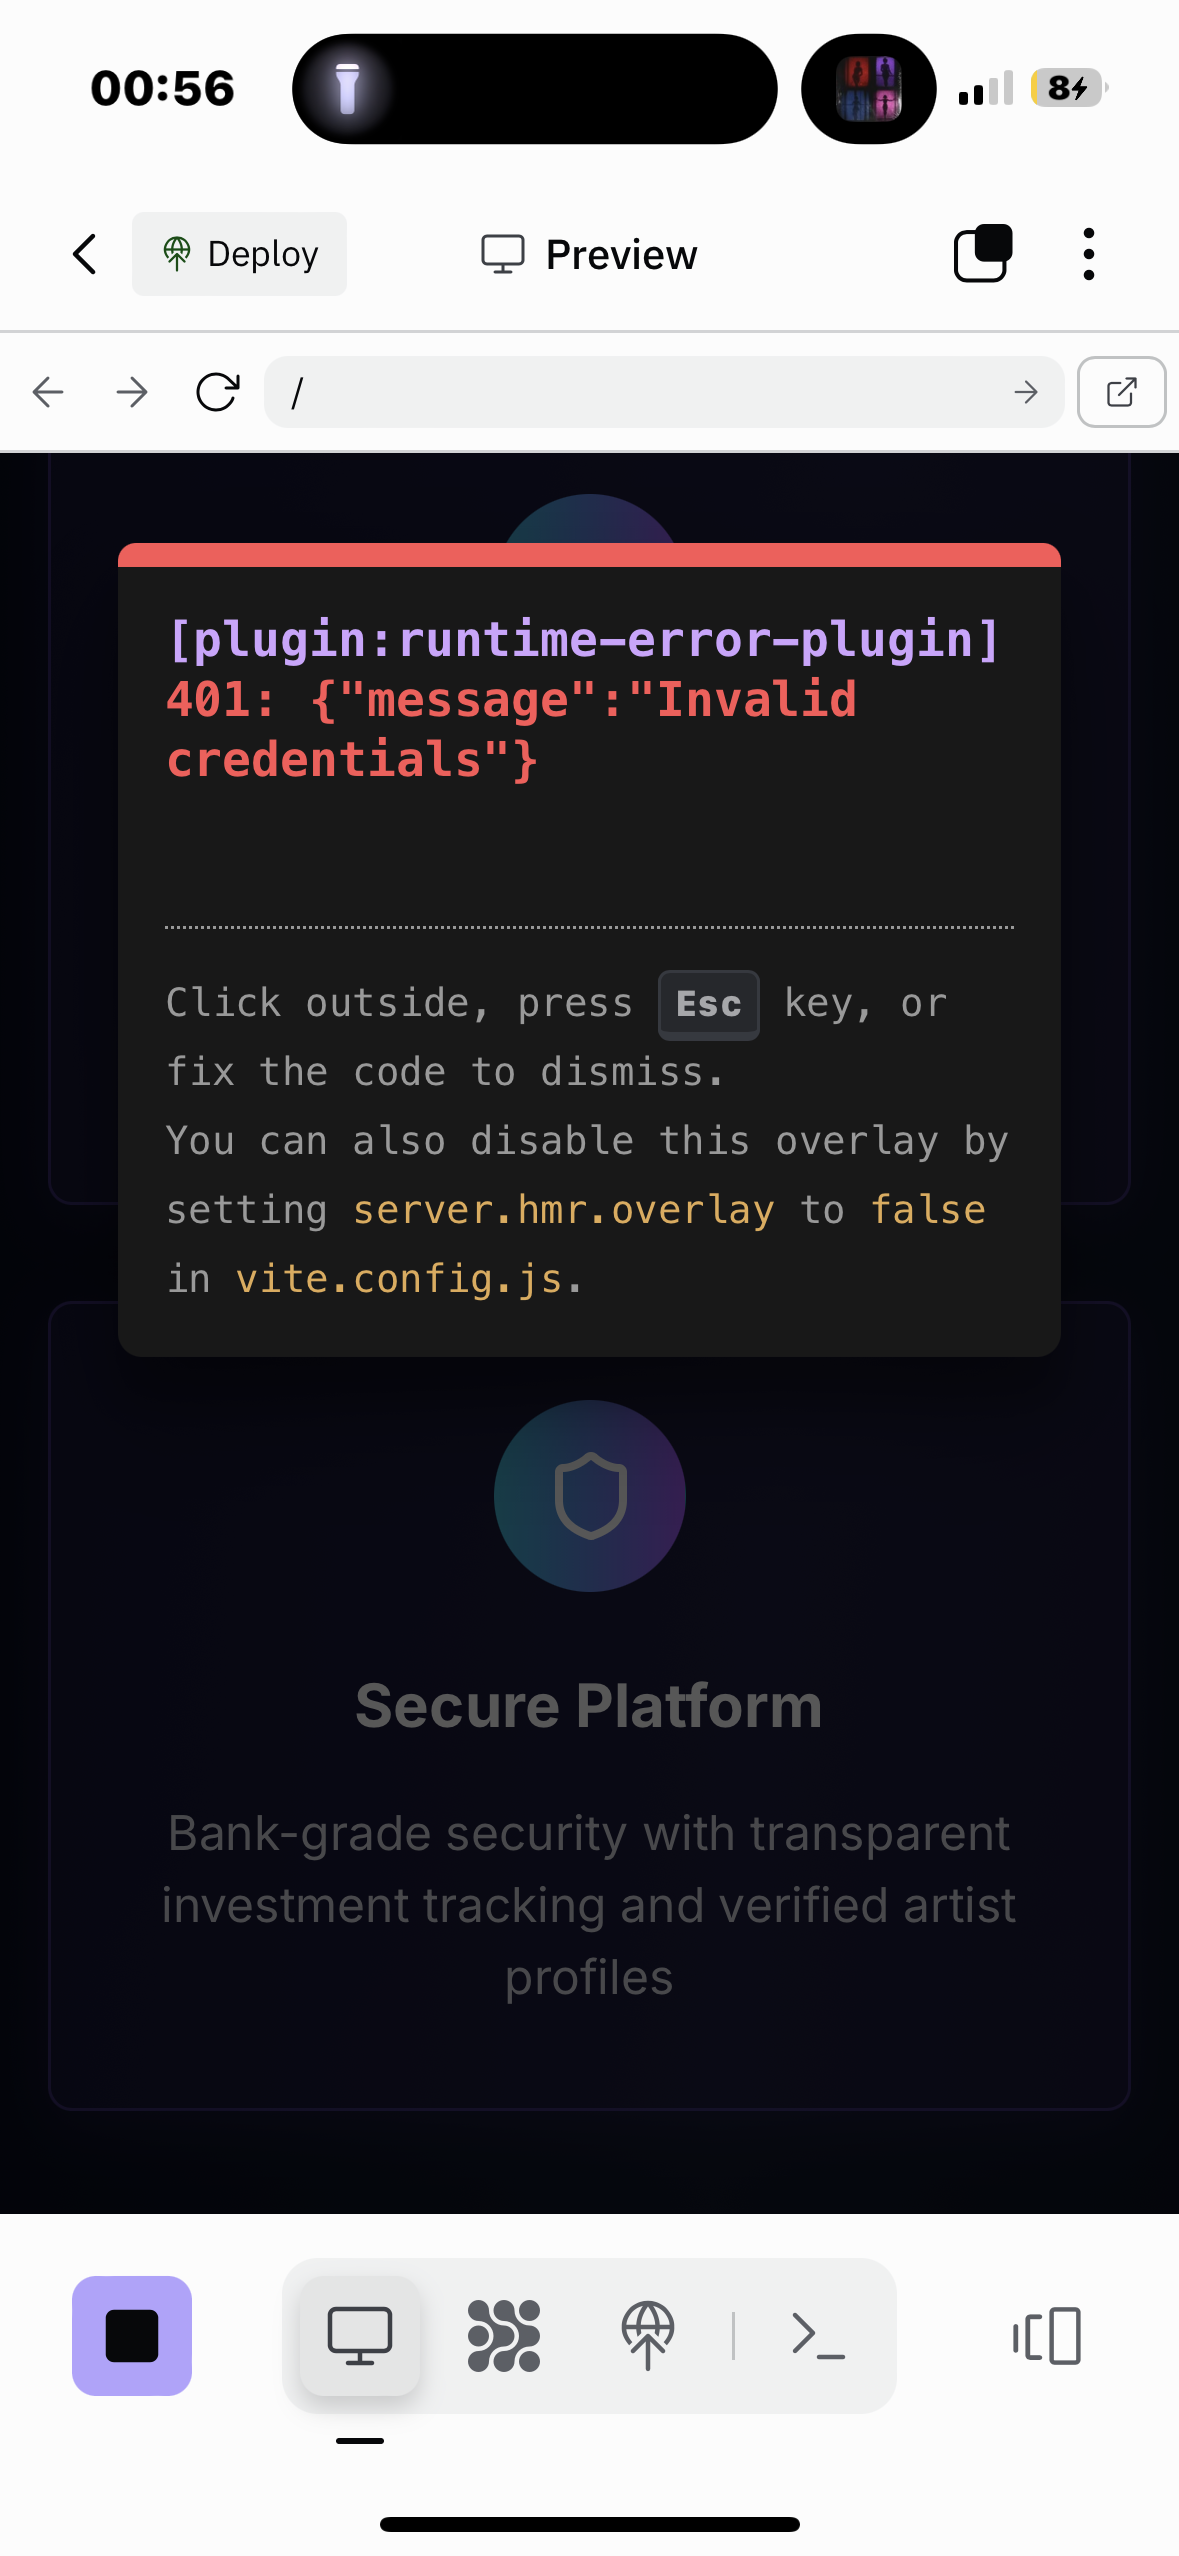 00:56
8
Deploy
Preview
/
[plugin:runtime-error-plugin]
401: {"message":"Invalid
credentials"}
Click outside, press Esc key, or
fix the code to dismiss.
You can also disable this overlay by
setting server.hmr.overlay to false
in vite.config.js.
Secure Platform
Bank-grade security with transparent
investment tracking and verified artist
profiles